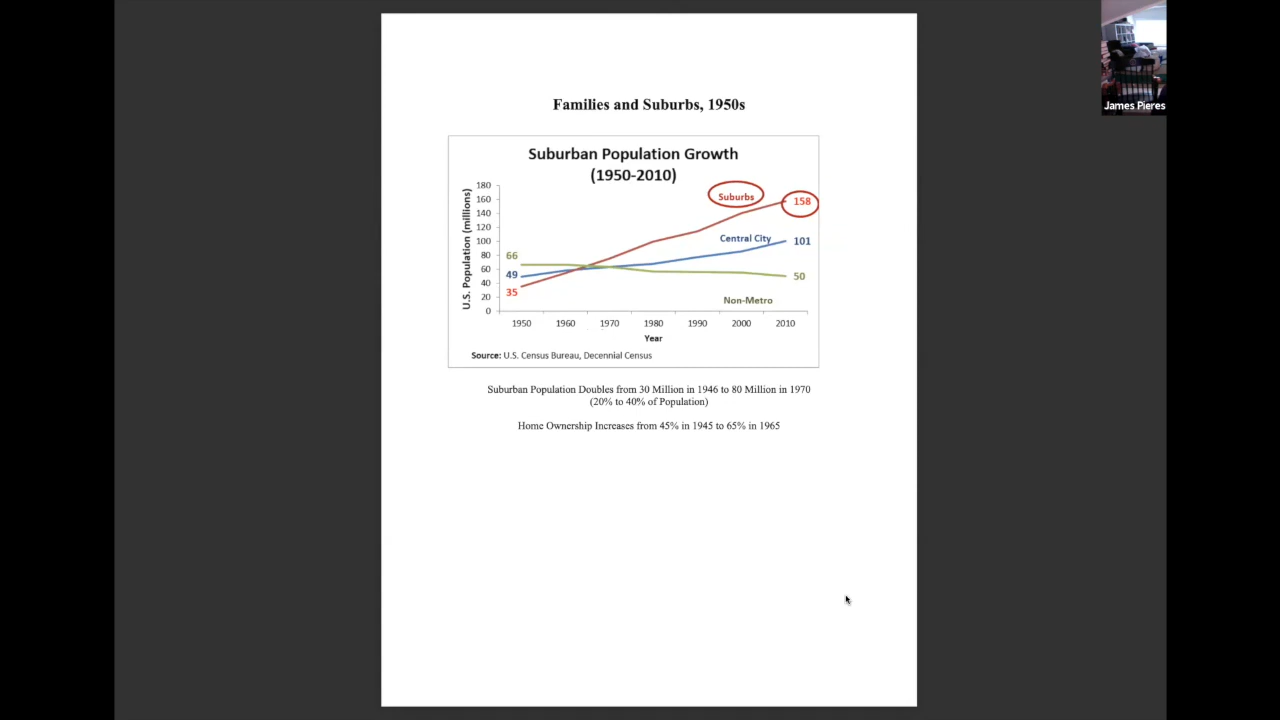 Families and Suburbs, 1950s
Suburban Population Growth
(1950-2010)
U.S. Population (millions)
180
160
140
120
100
80
60
40
20
0
66
49
35
Suburbs
158
Central City
101
50
Non-Metro
1950 1960 1970 1980 1990 2000 2010
Year
Source: U.S. Census Bureau, Decennial Census
Suburban Population Doubles from 30 Million in 1946 to 80 Million in 1970
(20% to 40% of Population)
Home Ownership Increases from 45% in 1945 to 65% in 1965
James Pieres